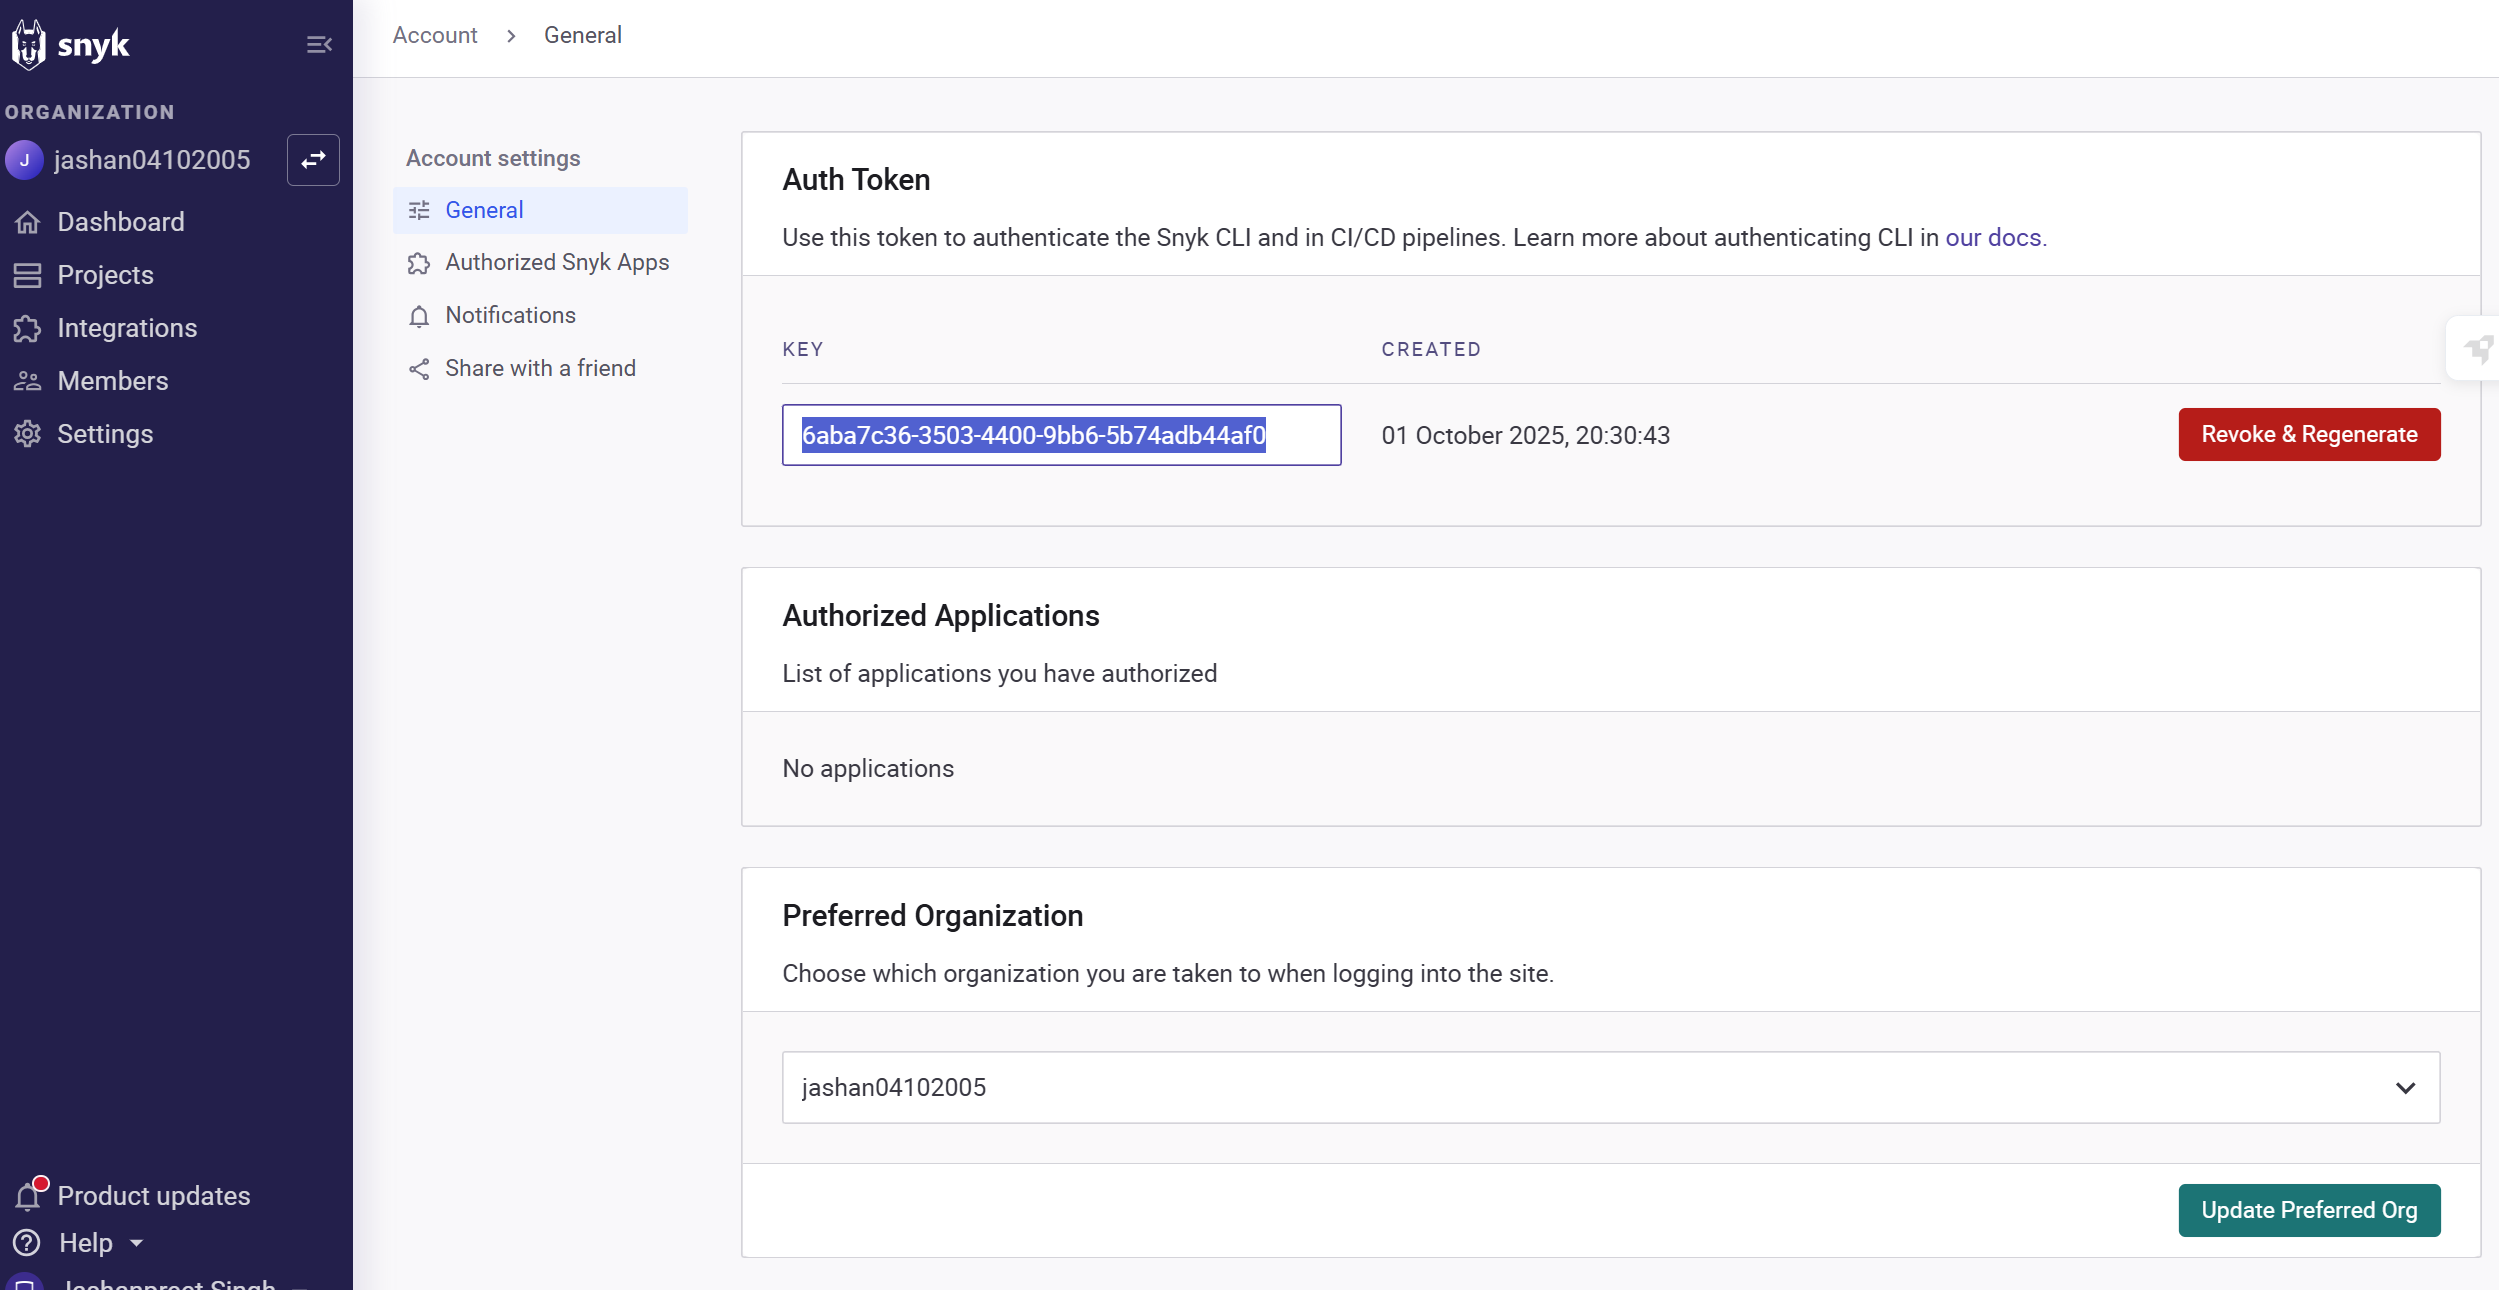 snyk
ORGANIZATION
J
jashan04102005
Dashboard
Projects
Integrations
Members
Settings
Product updates
Help
Jashanpreet Singh
Account > General
Account settings
General
Authorized Snyk Apps
Notifications
Share with a friend
Auth Token
Use this token to authenticate the Snyk CLI and in CI/CD pipelines. Learn more about authenticating CLI in our docs.
KEY CREATED
6aba7c36-3503-4400-9bb6-5b74adb44af0 01 October 2025, 20:30:43 Revoke & Regenerate
Authorized Applications
List of applications you have authorized
No applications
Preferred Organization
Choose which organization you are taken to when logging into the site.
jashan04102005
Update Preferred Org